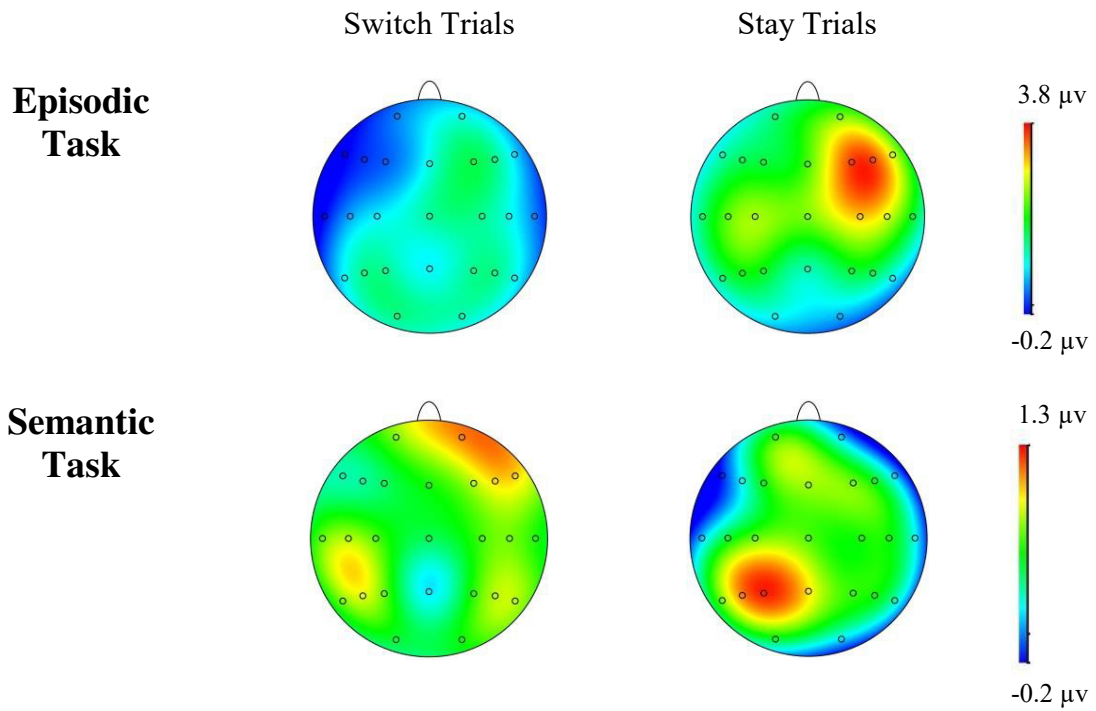 Switch Trials
Stay Trials
Episodic
Task
3.8 µv
-0.2 µv
Semantic
Task
1.3 µv
-0.2 µv